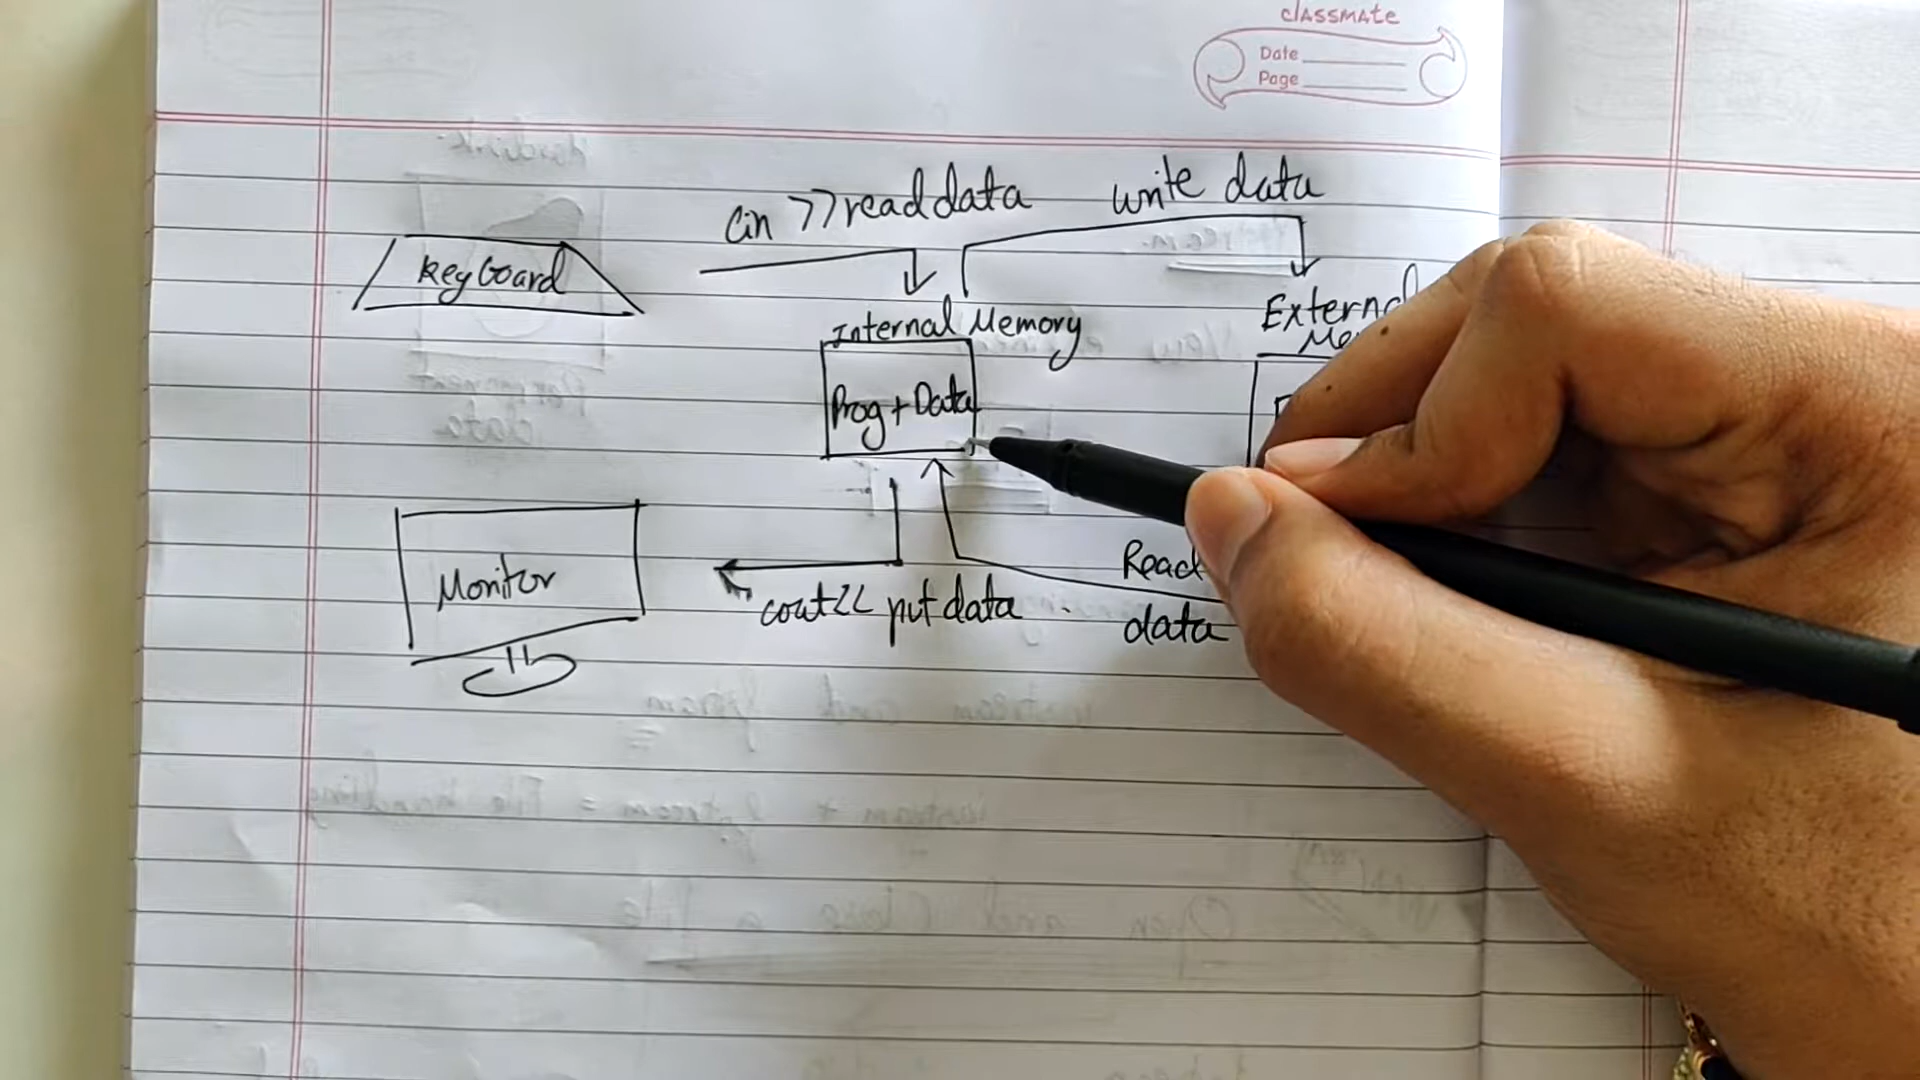 classmate
Date
Page
Cin >>read data
write data
keyboard
Internal Memory
Prog + Data
Monitor
cout<< put data
Read
data